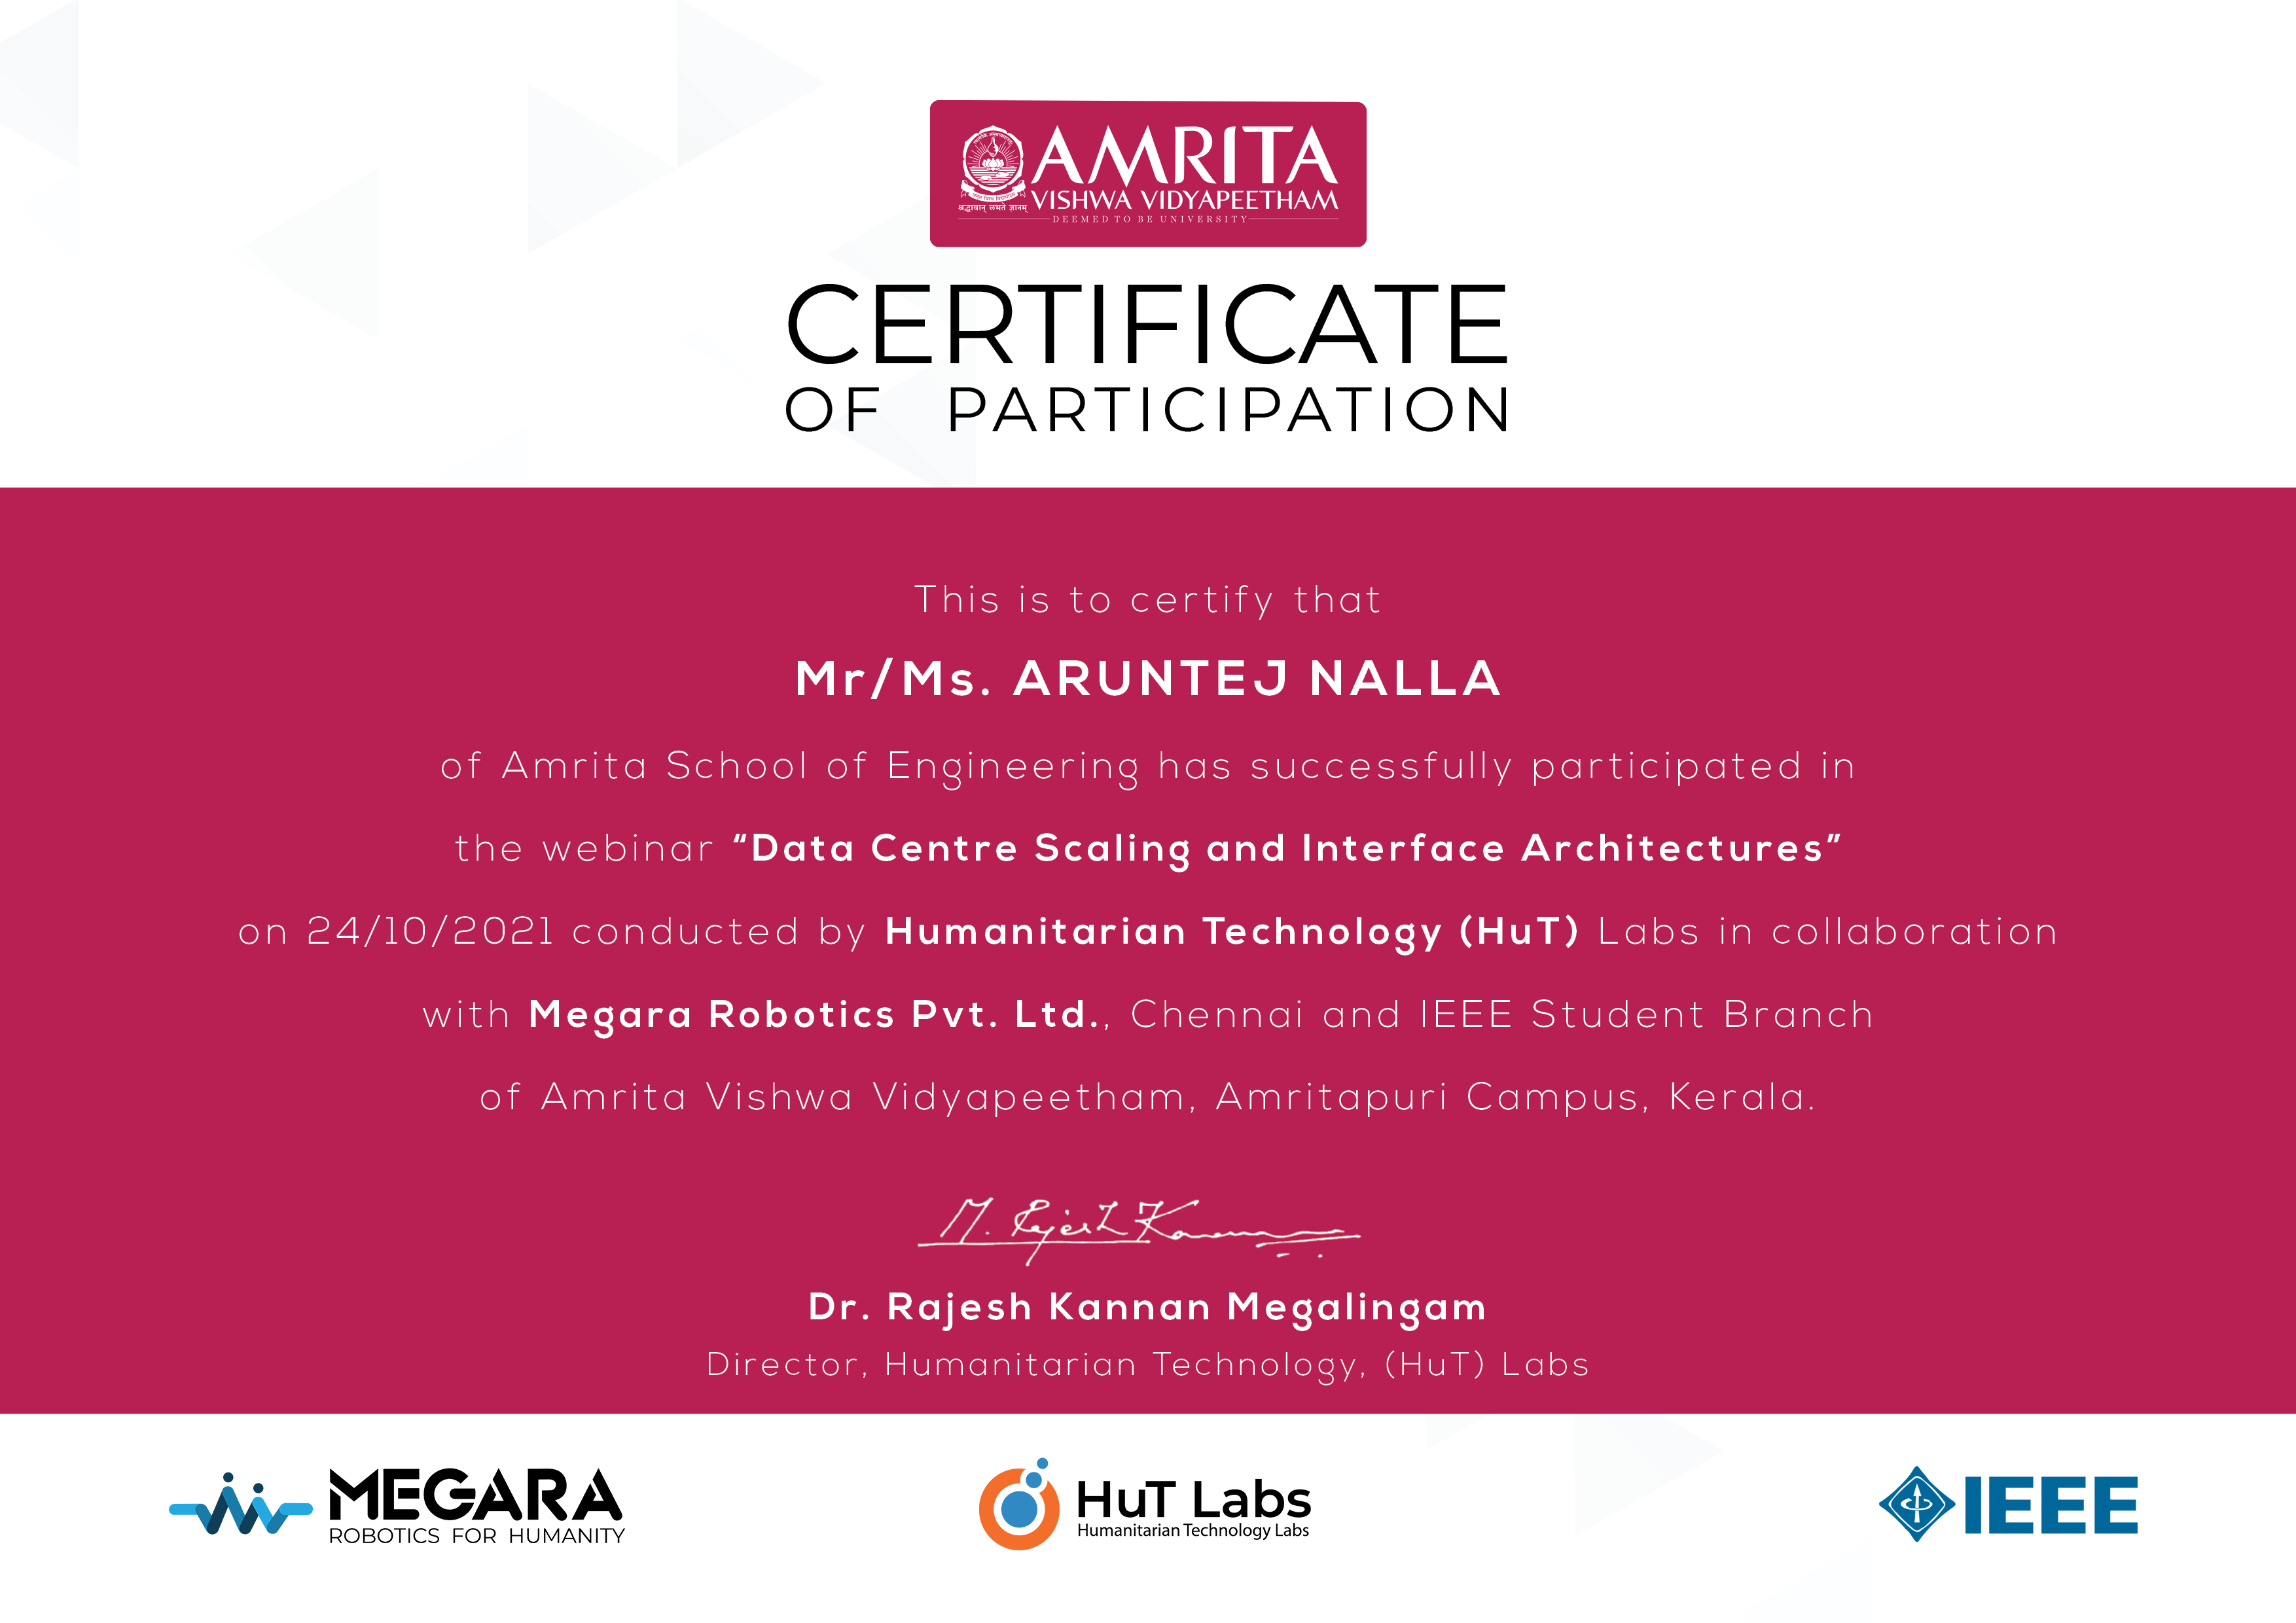 AMRITA
VISHWA VIDYAPEETHAM
DEEMED TO BE UNIVERSITY
श्रद्धावान् लभते ज्ञानम्
CERTIFICATE
OF PARTICIPATION
This is to certify that
Mr/Ms. ARUNTEJ NALLA
of Amrita School of Engineering has successfully participated in
the webinar “Data Centre Scaling and Interface Architectures”
on 24/10/2021 conducted by Humanitarian Technology (HuT) Labs in collaboration
with Megara Robotics Pvt. Ltd., Chennai and IEEE Student Branch
of Amrita Vishwa Vidyapeetham, Amritapuri Campus, Kerala.
M. Rajesh Kannan
Dr. Rajesh Kannan Megalingam
Director, Humanitarian Technology, (HuT) Labs
MEGARA
ROBOTICS FOR HUMANITY
HuT Labs
Humanitarian Technology Labs
IEEE